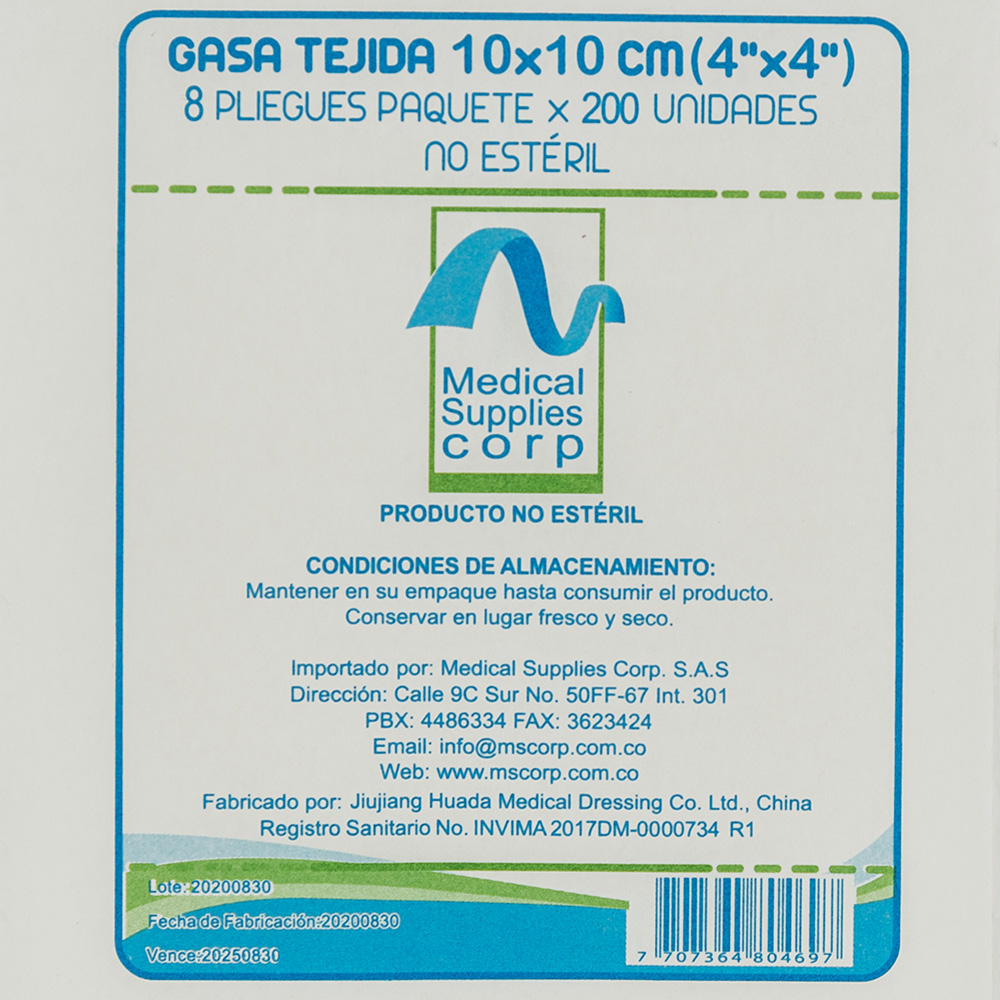 GASA TEJIDA 10x10 CM (4"x4")
8 PLIEGUES PAQUETE x 200 UNIDADES
NO ESTÉRIL
Medical
Supplies
corp
PRODUCTO NO ESTÉRIL
CONDICIONES DE ALMACENAMIENTO:
Mantener en su empaque hasta consumir el producto.
Conservar en lugar fresco y seco.
Importado por: Medical Supplies Corp. S.A.S
Dirección: Calle 9C Sur No. 50FF-67 Int. 301
PBX: 4486334 FAX: 3623424
Email: info@mscorp.com.co
Web: www.mscorp.com.co
Fabricado por: Jiujiang Huada Medical Dressing Co. Ltd., China
Registro Sanitario No. INVIMA 2017DM-0000734 R1
Lote: 20200830
Fecha de Fabricación:20200830
Vence:20250830
7 707364 804697